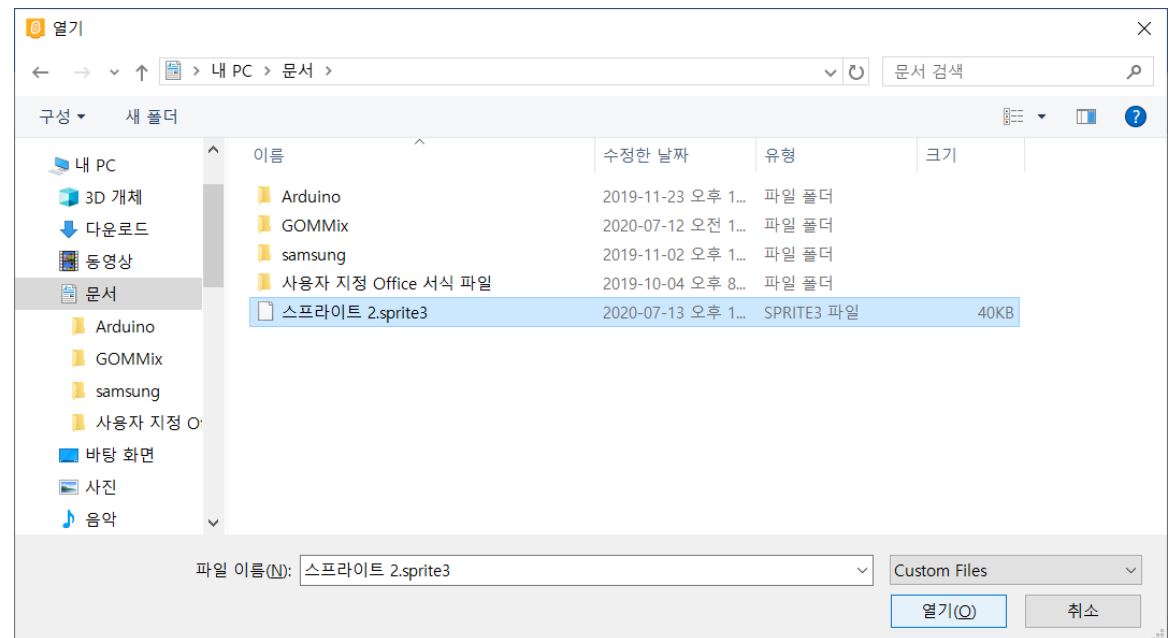 열기
내 PC > 문서 >
문서 검색
구성 새 폴더
이름 수정한 날짜 유형 크기
내 PC
3D 개체
다운로드
동영상
문서
Arduino
GOMMix
samsung
사용자 지정 O
바탕 화면
사진
음악
Arduino 2019-11-23 오후 1... 파일 폴더
GOMMix 2020-07-12 오전 1... 파일 폴더
samsung 2019-11-02 오후 1... 파일 폴더
사용자 지정 Office 서식 파일 2019-10-04 오후 8... 파일 폴더
스프라이트 2.sprite3 2020-07-13 오후 1... SPRITE3 파일 40KB
파일 이름(N): 스프라이트 2.sprite3 Custom Files
열기(O) 취소